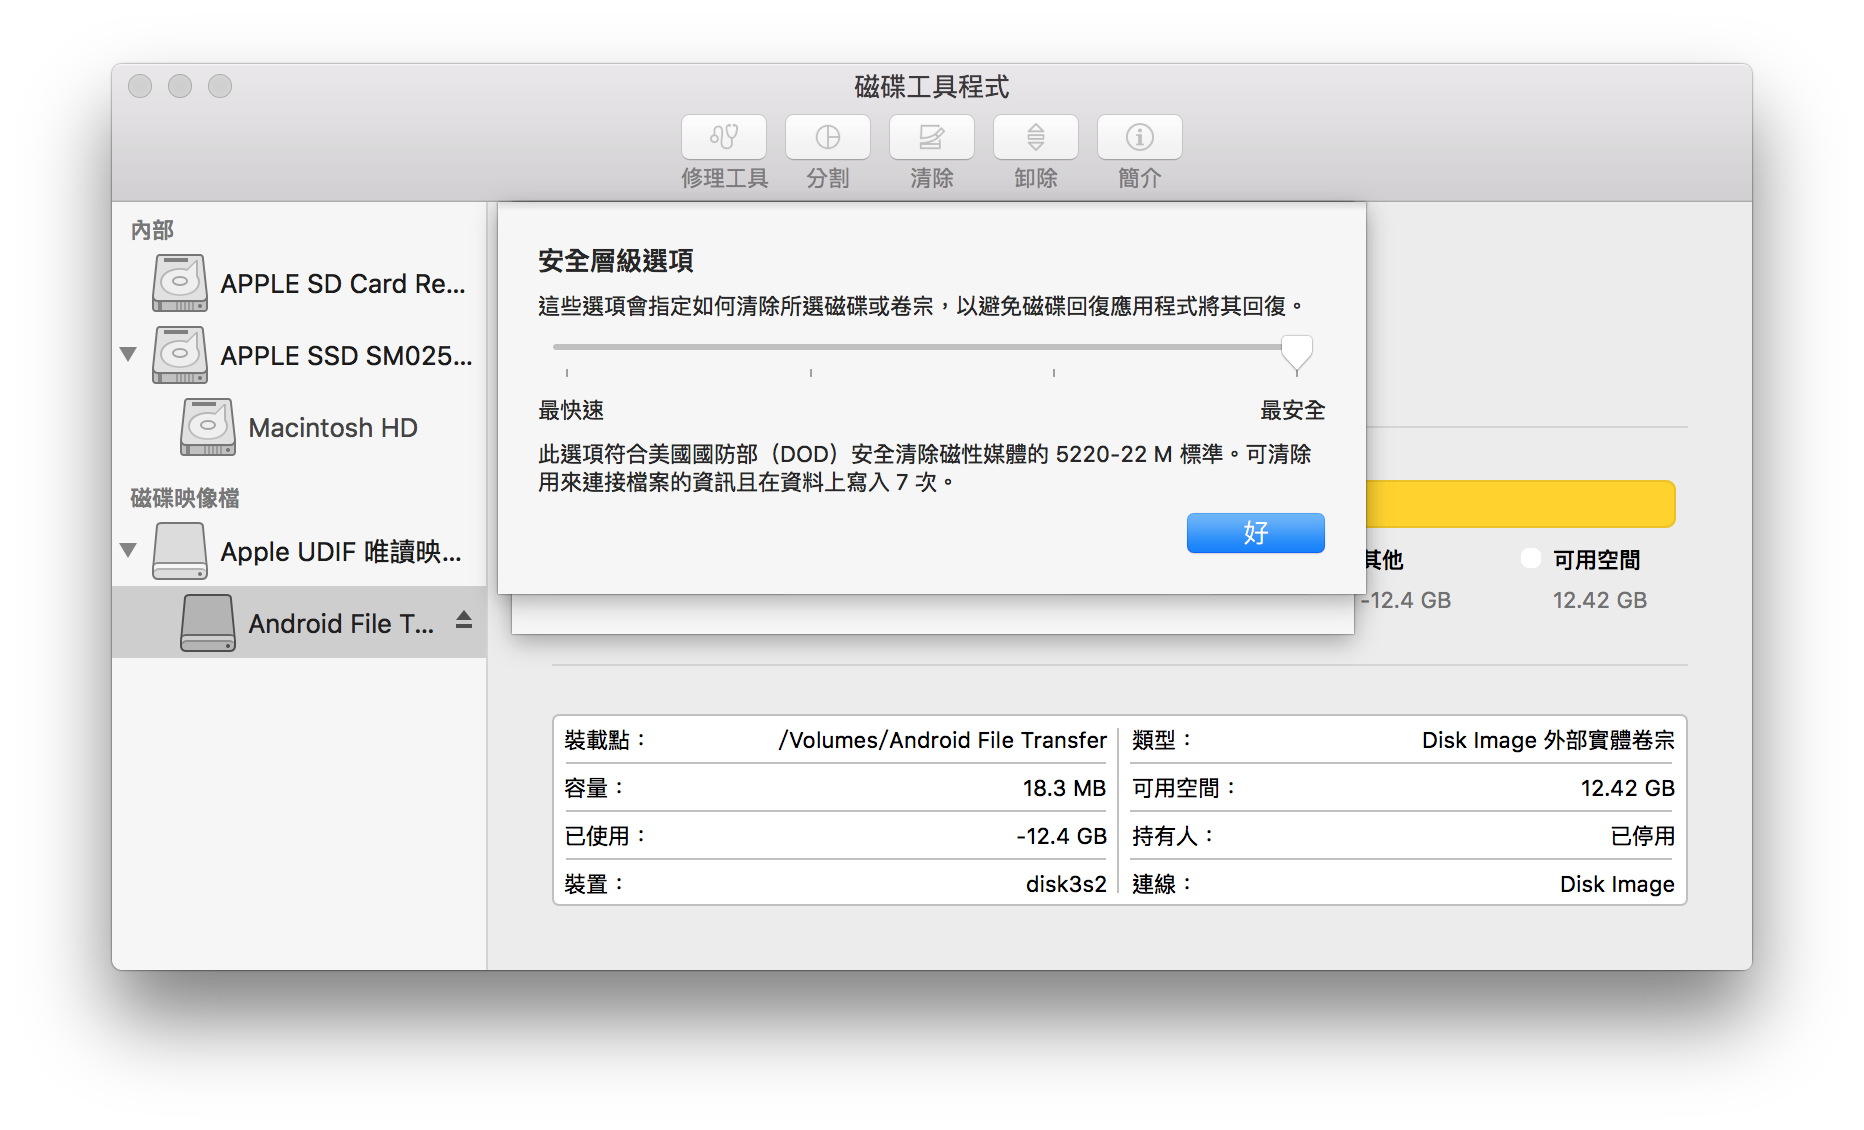 磁碟工具程式
修理工具
分割
清除
卸除
簡介
內部
APPLE SD Card Re...
APPLE SSD SM025...
Macintosh HD
磁碟映像檔
Apple UDIF 唯讀映...
Android File T...
安全層級選項
這些選項會指定如何清除所選磁碟或卷宗，以避免磁碟回復應用程式將其回復。
最快速
最安全
此選項符合美國國防部（DOD）安全清除磁性媒體的 5220-22 M 標準。可清除
用來連接檔案的資訊且在資料上寫入 7 次。
好
其他
-12.4 GB
可用空間
12.42 GB
裝載點：
/Volumes/Android File Transfer
容量：
18.3 MB
已使用：
-12.4 GB
裝置：
disk3s2
類型：
Disk Image 外部實體卷宗
可用空間：
12.42 GB
持有人：
已停用
連線：
Disk Image